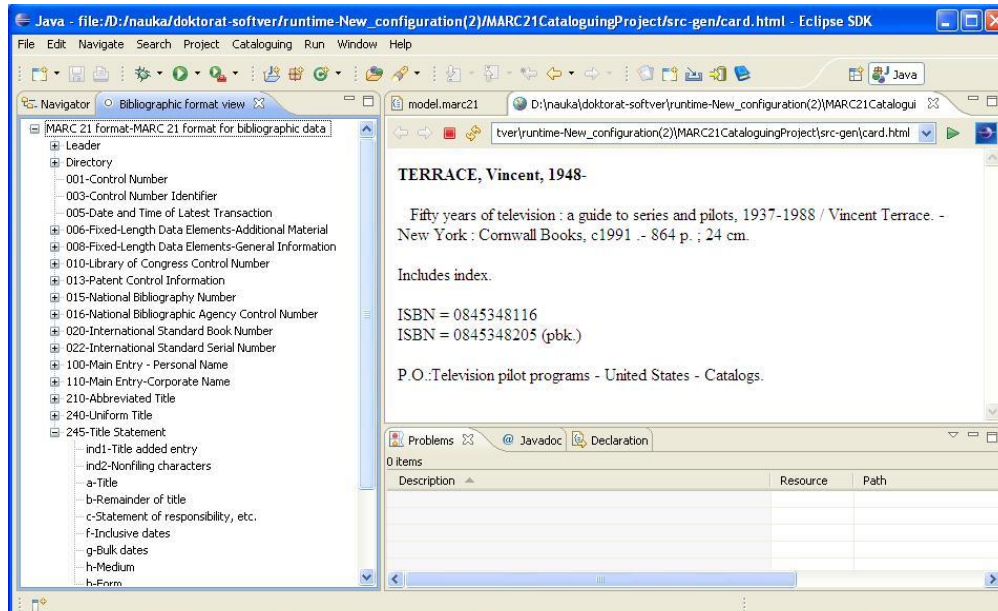 Java - file:/D:/nauka/doktorat-softver/runtime-New_configuration(2)/MARC21CataloguingProject/src-gen/card.html - Eclipse SDK
File Edit Navigate Search Project Cataloguing Run Window Help
Java
Navigator
Bibliographic format view
MARC 21 format-MARC 21 format for bibliographic data
Leader
Directory
001-Control Number
003-Control Number Identifier
005-Date and Time of Latest Transaction
006-Fixed-Length Data Elements-Additional Material
008-Fixed-Length Data Elements-General Information
010-Library of Congress Control Number
013-Patent Control Information
015-National Bibliography Number
016-National Bibliographic Agency Control Number
020-International Standard Book Number
022-International Standard Serial Number
100-Main Entry - Personal Name
110-Main Entry-Corporate Name
210-Abbreviated Title
240-Uniform Title
245-Title Statement
ind1-Title added entry
ind2-Nonfiling characters
a-Title
b-Remainder of title
c-Statement of responsibility, etc.
f-Inclusive dates
g-Bulk dates
h-Medium
h-Form
model.marc21
D:\nauka\doktorat-softver\runtime-New_configuration(2)\MARC21Catalogui
tver\runtime-New_configuration(2)\MARC21CataloguingProject\src-gen\card.html
TERRACE, Vincent, 1948-
Fifty years of television : a guide to series and pilots, 1937-1988 / Vincent Terrace. -
New York : Cornwall Books, c1991 .- 864 p. ; 24 cm.
Includes index.
ISBN = 0845348116
ISBN = 0845348205 (pbk.)
P.O.:Television pilot programs - United States - Catalogs.
Problems
@ Javadoc
Declaration
0 items
Description Resource Path